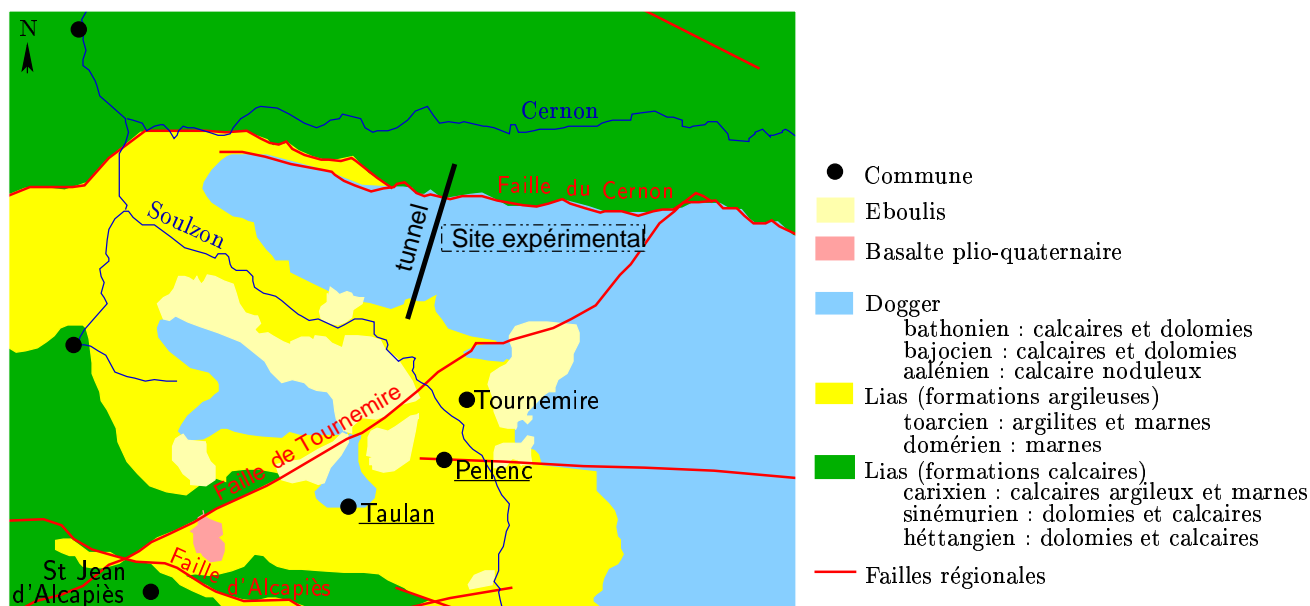 N
Cernon
Soulzon
Faille du Cernon
tunnel
Site expérimental
Tournemire
Faille de Tournemire
Pellenc
Taulan
St Jean
d'Alcapiès
Faille d'Alcapiès
Commune
Eboulis
Basalte plio-quaternaire
Dogger
bathonien : calcaires et dolomies
bajocien : calcaires et dolomies
aalénien : calcaire noduleux
Lias (formations argileuses)
toarcien : argilites et marnes
domérien : marnes
Lias (formations calcaires)
carixien : calcaires argileux et marnes
sinémurien : dolomies et calcaires
héttangien : dolomies et calcaires
Failles régionales